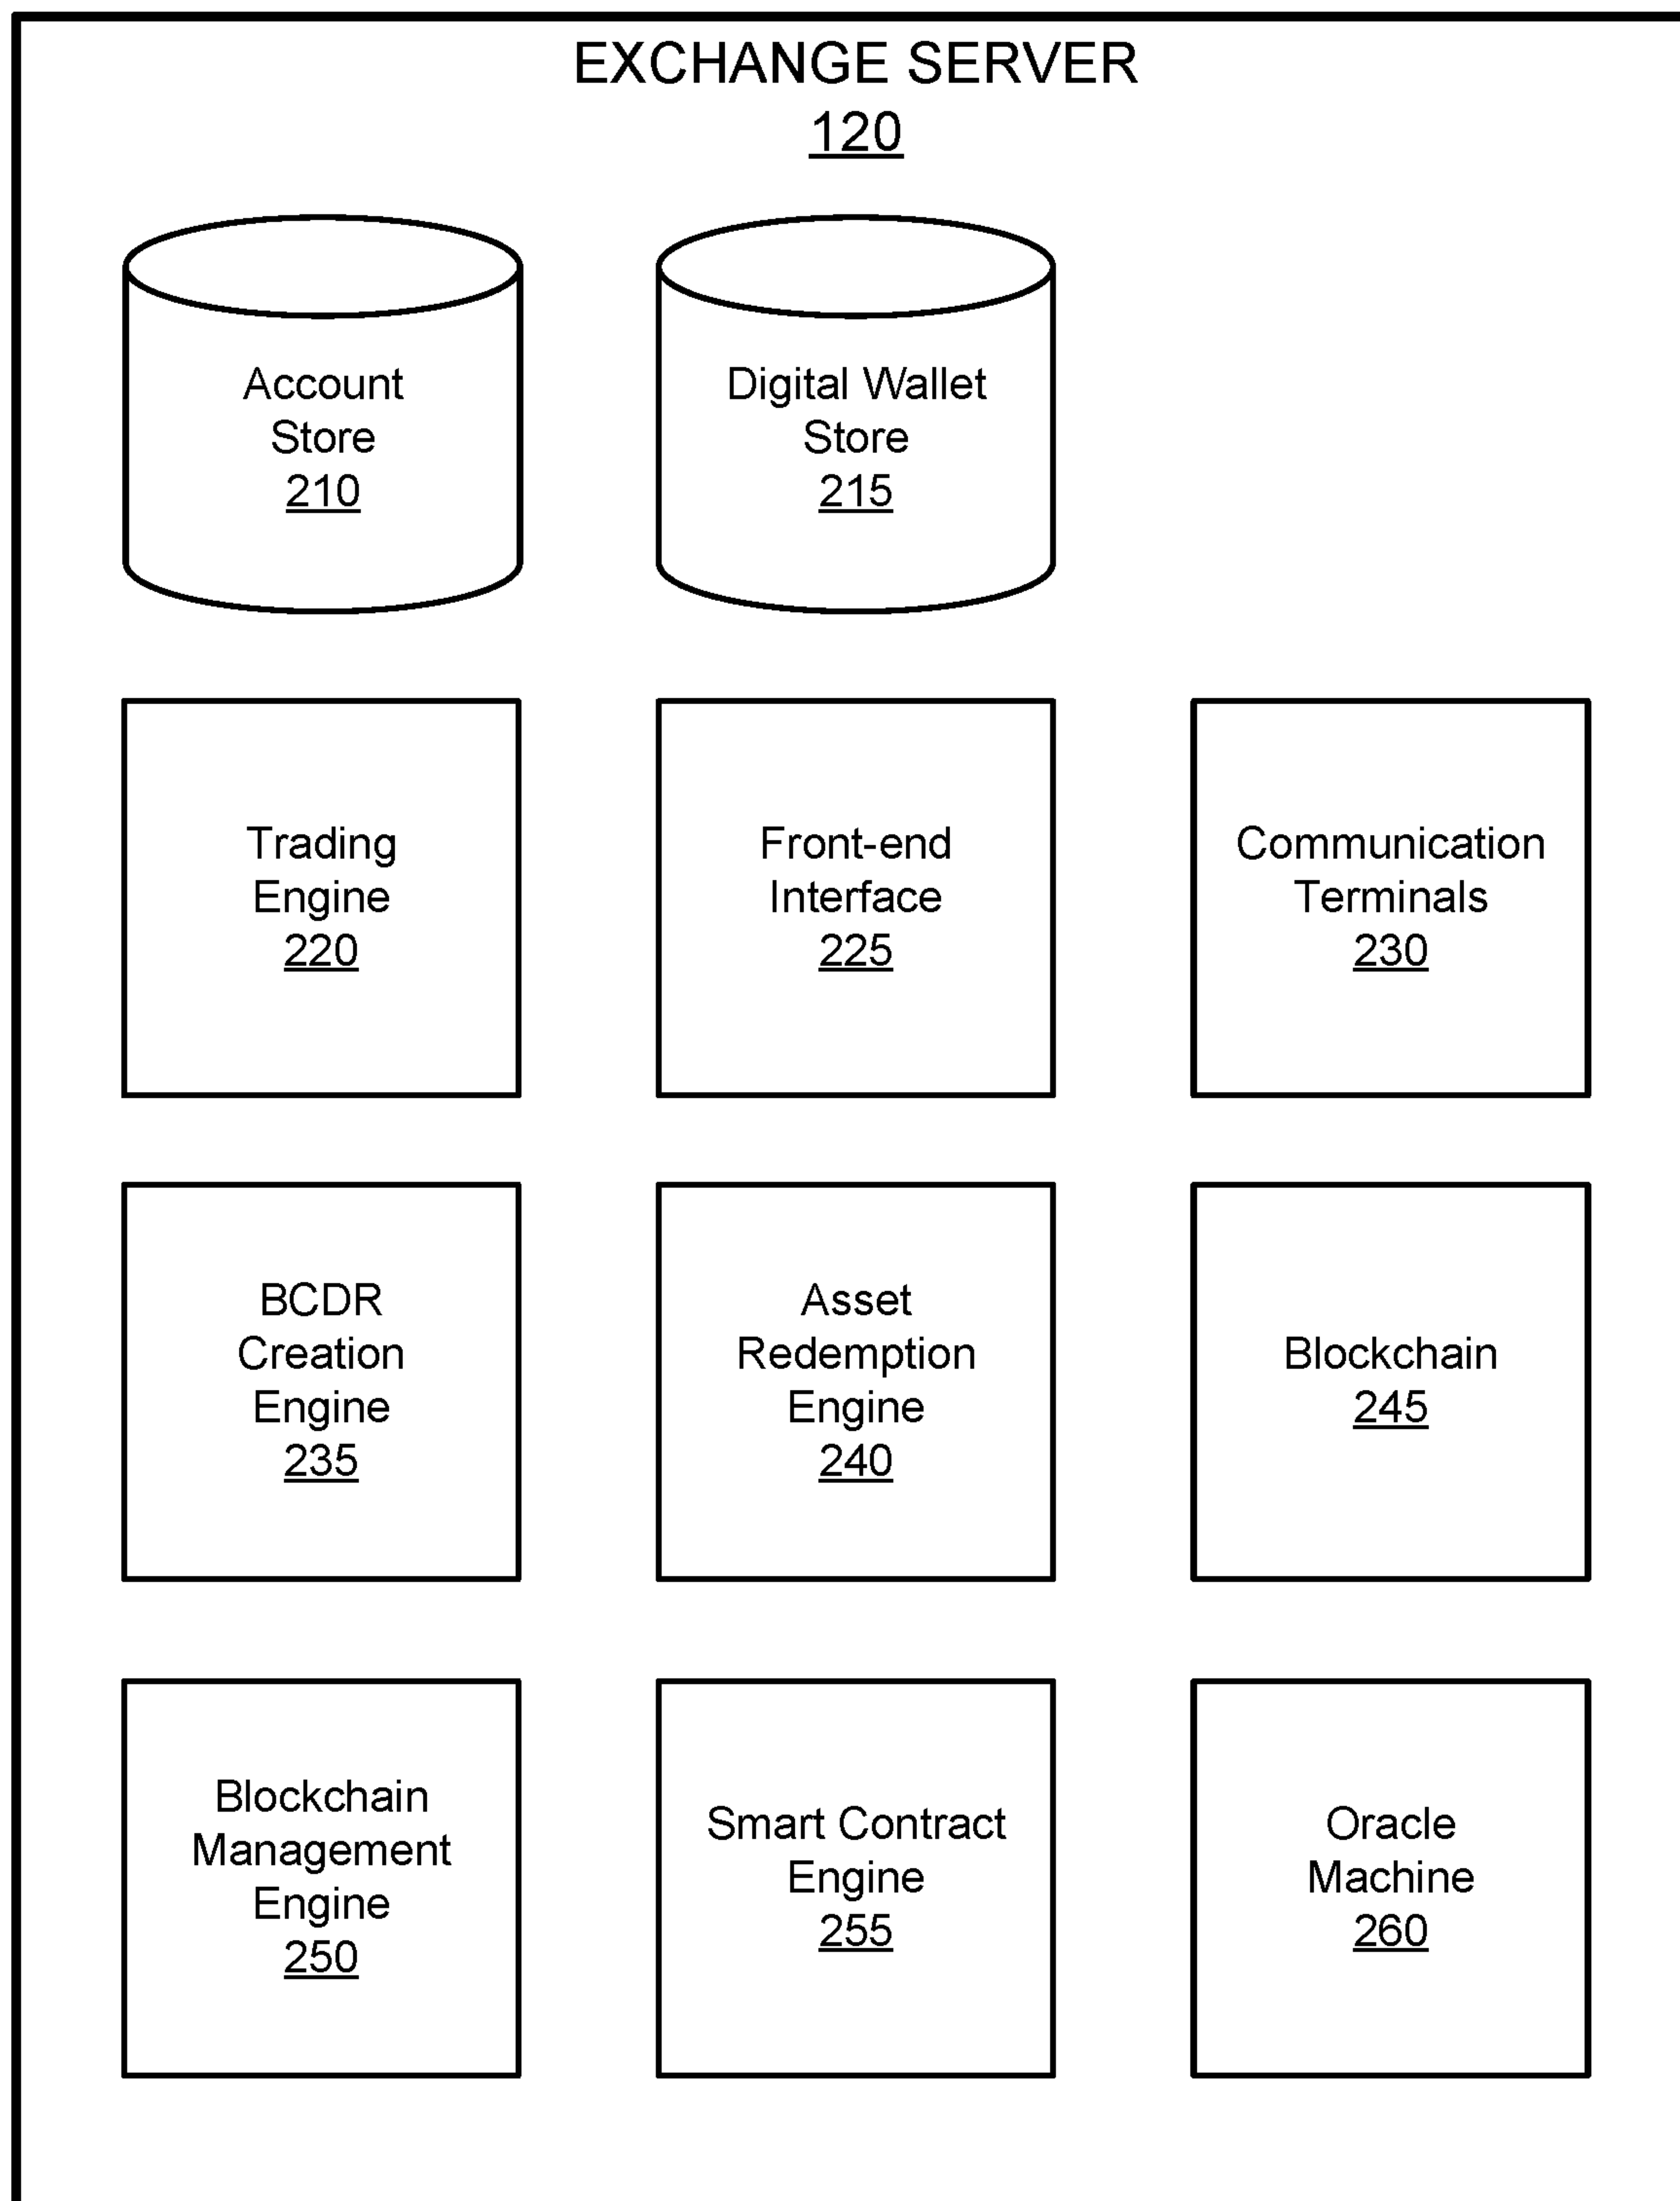 EXCHANGE SERVER
120
Account
Store
210
Digital Wallet
Store
215
Trading
Engine
220
Front-end
Interface
225
Communication
Terminals
230
BCDR
Creation
Engine
235
Asset
Redemption
Engine
240
Blockchain
245
Blockchain
Management
Engine
250
Smart Contract
Engine
255
Oracle
Machine
260